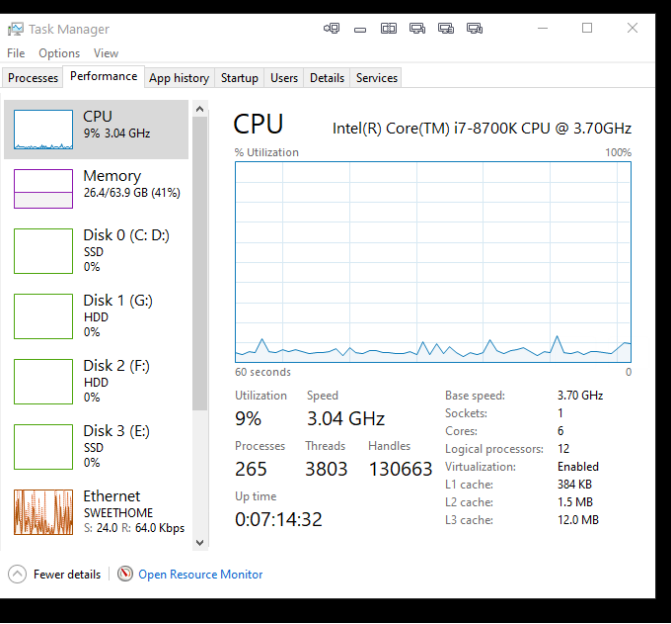 Task Manager
File Options View
Processes Performance App history Startup Users Details Services
CPU
9% 3.04 GHz
Memory
26.4/63.9 GB (41%)
Disk 0 (C: D:)
SSD
0%
Disk 1 (G:)
HDD
0%
Disk 2 (F:)
HDD
0%
Disk 3 (E:)
SSD
0%
Ethernet
SWEETHOME
S: 24.0 R: 64.0 Kbps
CPU Intel(R) Core(TM) i7-8700K CPU @ 3.70GHz
% Utilization 100%
60 seconds 0
Utilization Speed
9% 3.04 GHz
Processes Threads Handles
265 3803 130663
Up time
0:07:14:32
Base speed: 3.70 GHz
Sockets: 1
Cores: 6
Logical processors: 12
Virtualization: Enabled
L1 cache: 384 KB
L2 cache: 1.5 MB
L3 cache: 12.0 MB
Fewer details Open Resource Monitor